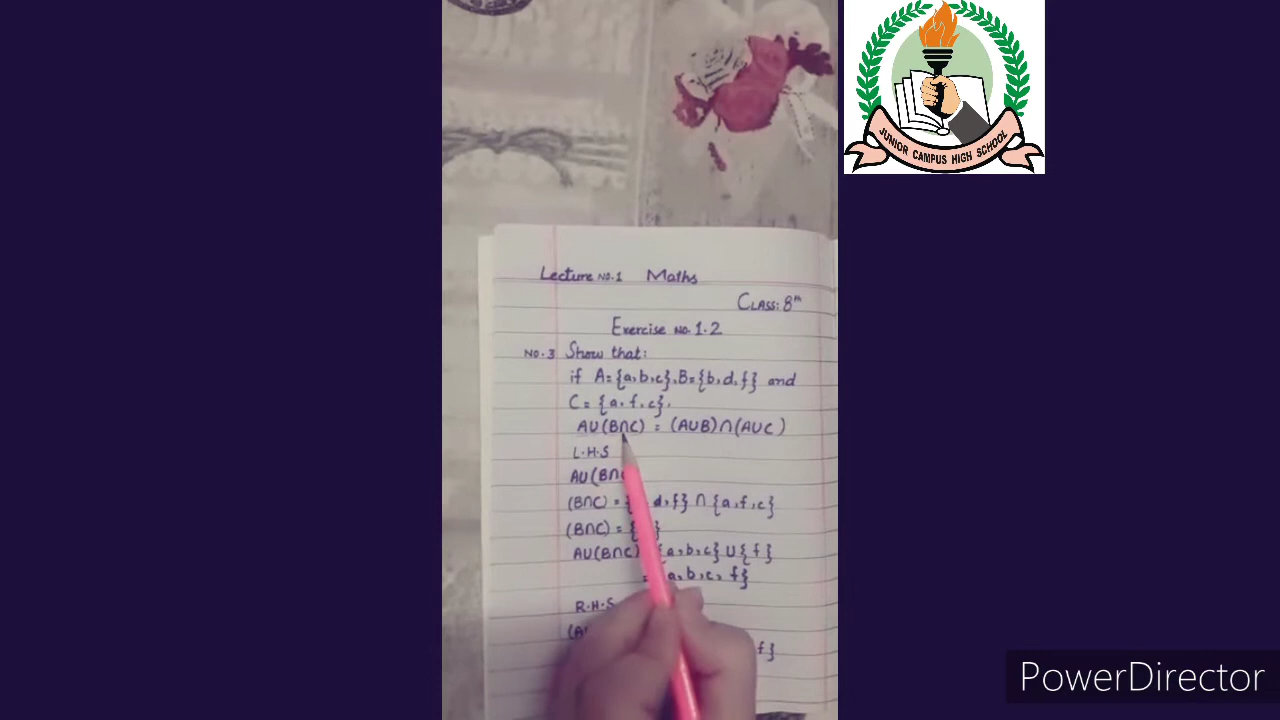 JUNIOR CAMPUS HIGH SCHOOL
Lecture No.1 Maths
CLASS: 8th
Exercise No. 1.2
No. 3 Show that:
if A={a,b,c}, B={b,d,f} and
C = {a,f,c},
AU(B∩C) = (AUB)∩(AUC)
L.H.S
AU(B∩
(B∩C) = { d,f} ∩ {a,f,c}
(B∩C) = {
AU(B∩C) {a,b,c} U {f}
= a,b,c,f}
R.H.S
f}
PowerDirector